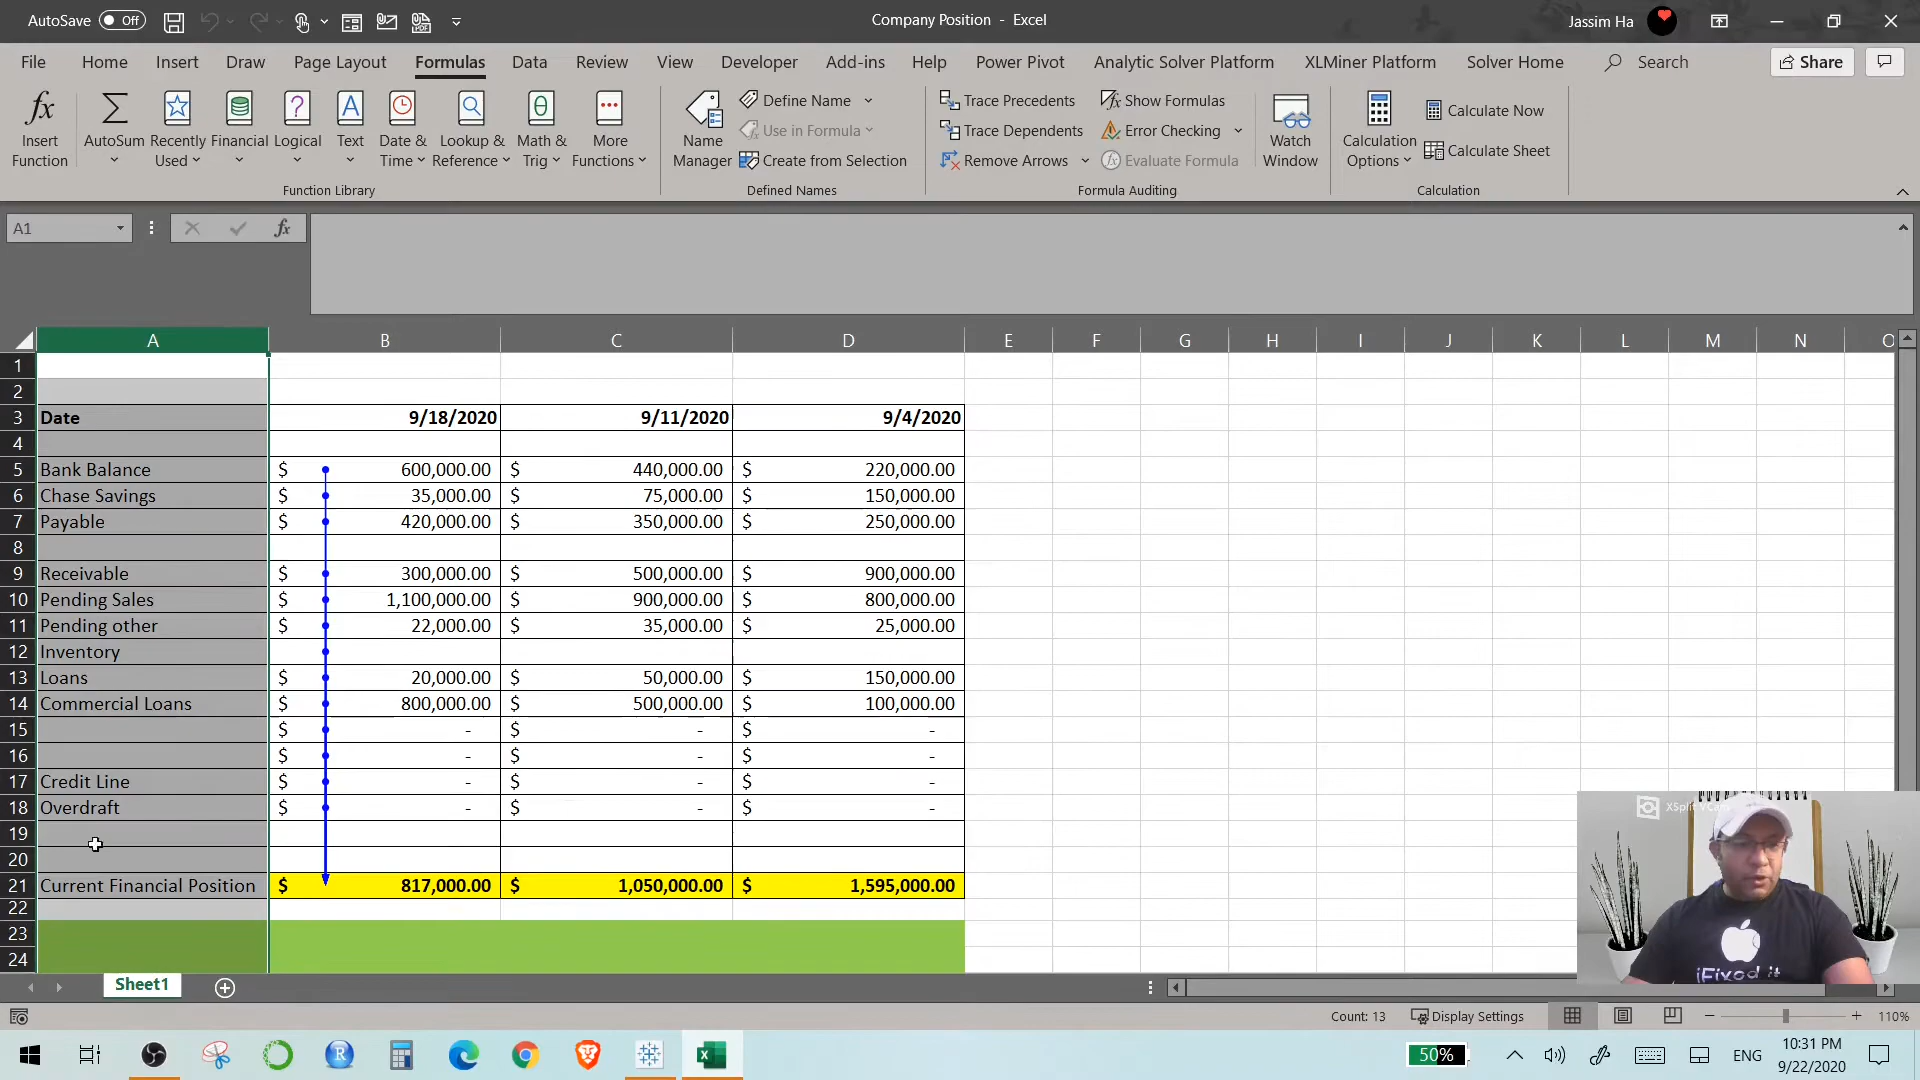 AutoSave Off
Company Position - Excel
Jassim Ha
File Home Insert Draw Page Layout Formulas Data Review View Developer Add-ins Help Power Pivot Analytic Solver Platform XLMiner Platform Solver Home Search Share
Insert Function
AutoSum
Recently Used
Financial
Logical
Text
Date & Time
Lookup & Reference
Math & Trig
More Functions
Function Library
Name Manager
Define Name
Use in Formula
Create from Selection
Defined Names
Trace Precedents
Trace Dependents
Remove Arrows
Show Formulas
Error Checking
Evaluate Formula
Formula Auditing
Watch Window
Calculation Options
Calculate Now
Calculate Sheet
Calculation
A1
fx
A B C D E F G H I J K L M N O
1
2
3 Date 9/18/2020 9/11/2020 9/4/2020
4
5 Bank Balance $ 600,000.00 $ 440,000.00 $ 220,000.00
6 Chase Savings $ 35,000.00 $ 75,000.00 $ 150,000.00
7 Payable $ 420,000.00 $ 350,000.00 $ 250,000.00
8
9 Receivable $ 300,000.00 $ 500,000.00 $ 900,000.00
10 Pending Sales $ 1,100,000.00 $ 900,000.00 $ 800,000.00
11 Pending other $ 22,000.00 $ 35,000.00 $ 25,000.00
12 Inventory
13 Loans $ 20,000.00 $ 50,000.00 $ 150,000.00
14 Commercial Loans $ 800,000.00 $ 500,000.00 $ 100,000.00
15 $ - $ - $ -
16 $ - $ - $ -
17 Credit Line $ - $ - $ -
18 Overdraft $ - $ - $ -
19
20
21 Current Financial Position $ 817,000.00 $ 1,050,000.00 $ 1,595,000.00
22
23
24
XSplit VCam
iFixed it
Sheet1
Count: 13 Display Settings 110%
50% ENG 10:31 PM
9/22/2020